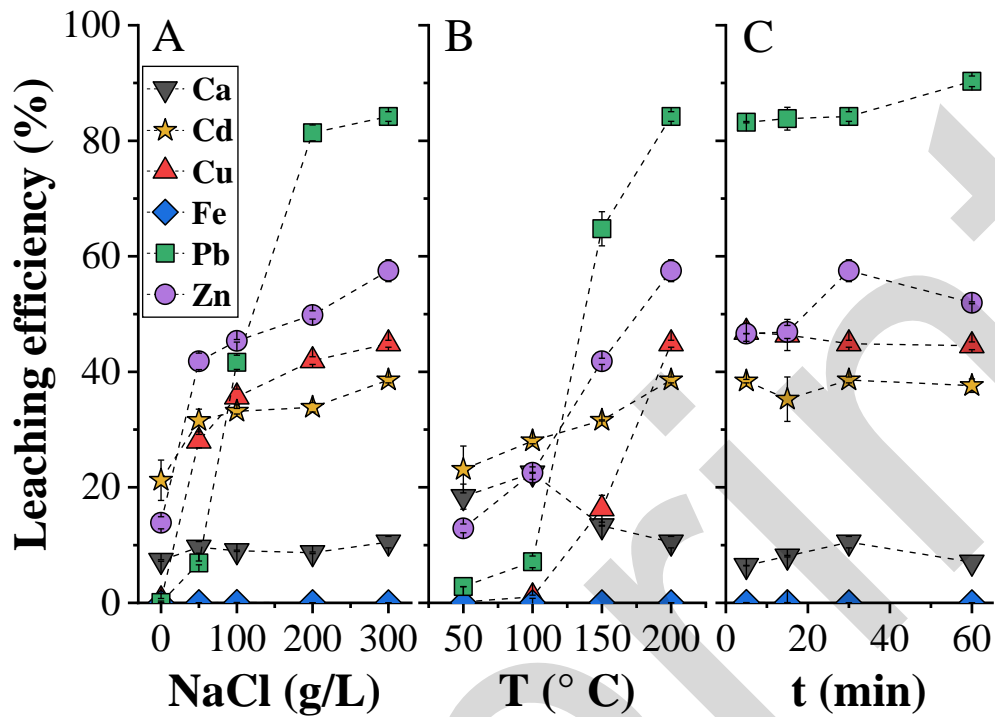 A
B
C
Leaching efficiency (%)
100
80
60
40
20
0
Ca
Cd
Cu
Fe
Pb
Zn
0 100 200 300
50 100 150 200
0 20 40 60
NaCl (g/L)
T (° C)
t (min)